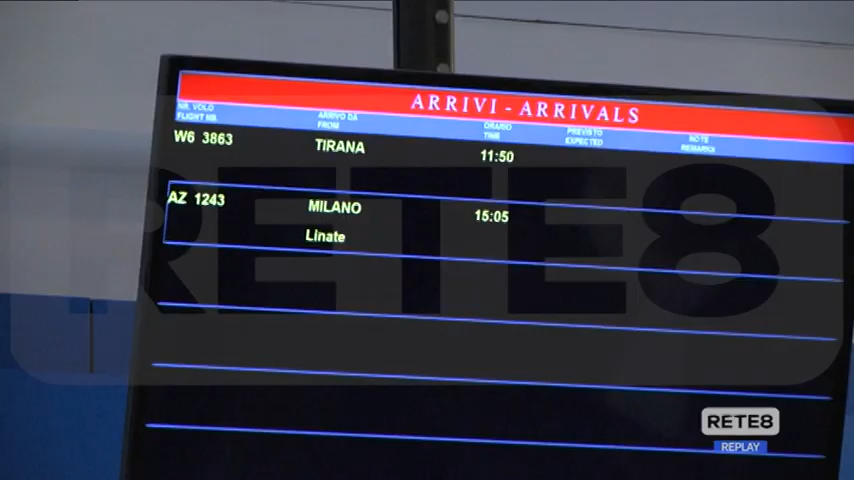 ARRIVI - ARRIVALS
NR. VOLO ARRIVO DA ORARIO PREVISTO NOTE
FLIGHT NR. FROM TIME EXPECTED REMARKS
W6 3863 TIRANA 11:50
AZ 1243 MILANO 15:05
Linate
RETE8
RETE8
REPLAY